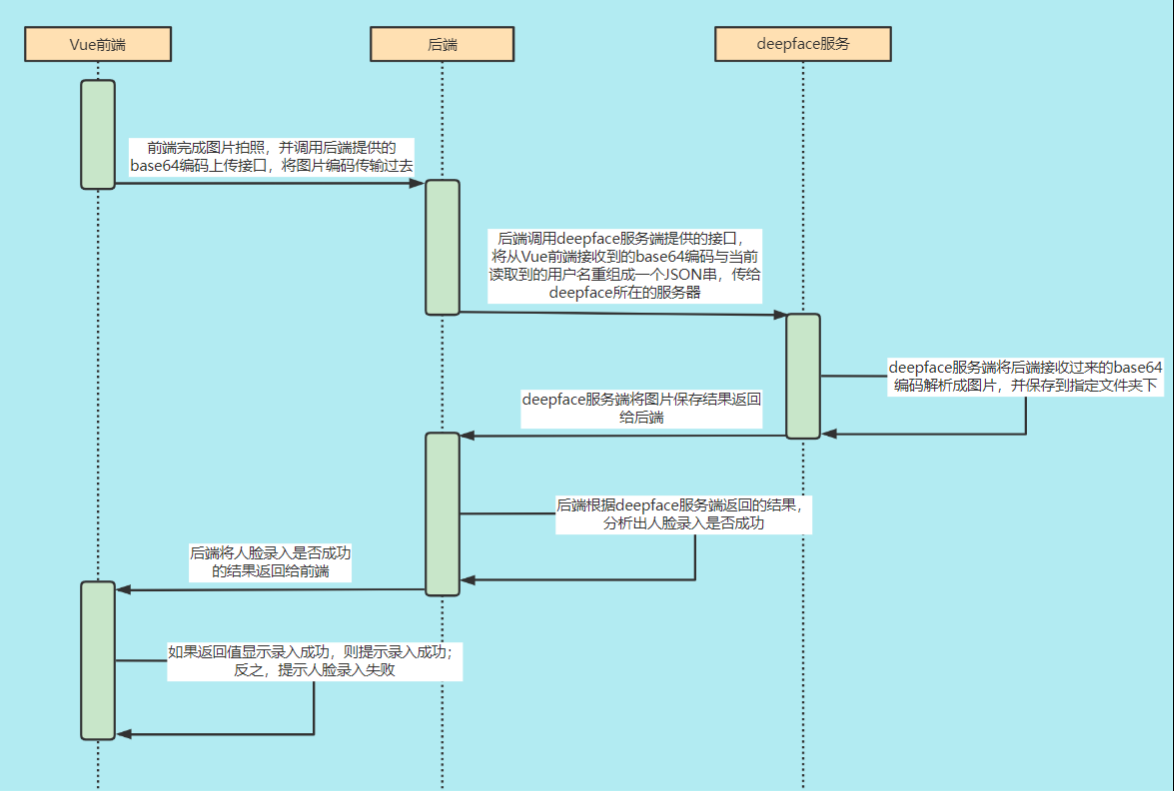 Vue前端
后端
deepface服务
前端完成图片拍照，并调用后端提供的
base64编码上传接口，将图片编码传输过去
后端调用deepface服务端提供的接口，
将从Vue前端接收到的base64编码与当前
读取到的用户名重组成一个JSON串，传给
deepface所在的服务器
deepface服务端将后端接收过来的base64
编码解析成图片，并保存到指定文件夹下
deepface服务端将图片保存结果返回
给后端
后端根据deepface服务端返回的结果，
分析出人脸录入是否成功
后端将人脸录入是否成功
的结果返回给前端
如果返回值显示录入成功，则提示录入成功；
反之，提示人脸录入失败